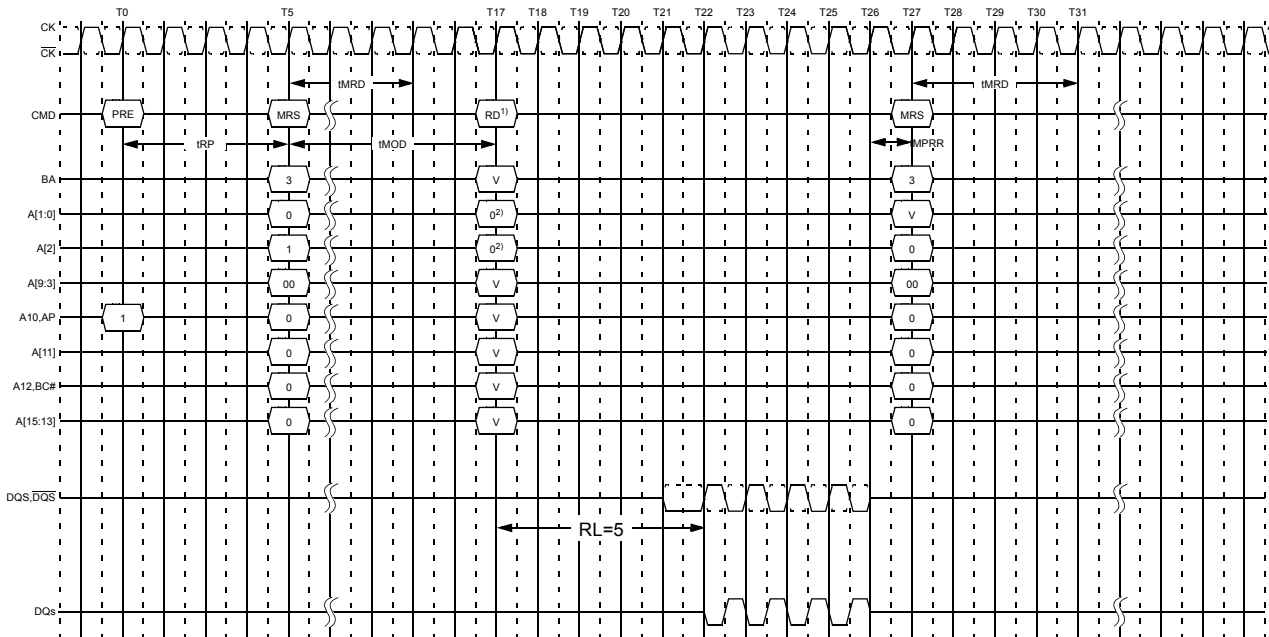 T0 T5 T17 T18 T19 T20 T21 T22 T23 T24 T25 T26 T27 T28 T29 T30 T31
CK
CK
tMRD tMRD
CMD PRE MRS RD1) MRS
tRP tMOD MPRR
BA 3 V 3
A[1:0] 0 02) V
A[2] 1 02) 0
A[9:3] 00 V 00
A10,AP 1 0 V 0
A[11] 0 V 0
A12,BC# 0 V 0
A[15:13] 0 V 0
DQS,DQS
RL=5
DQs